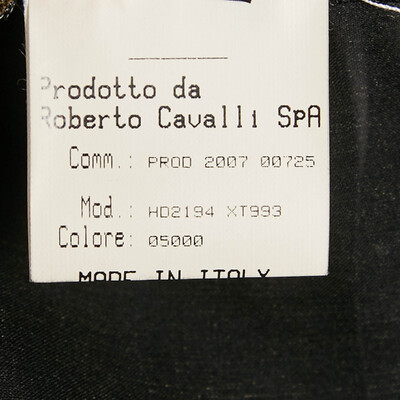 Prodotto da
Roberto Cavalli SpA
Comm.: PROD 2007 00725
Mod.: HD2194 XT993
Colore: 05000
MADE IN ITALY